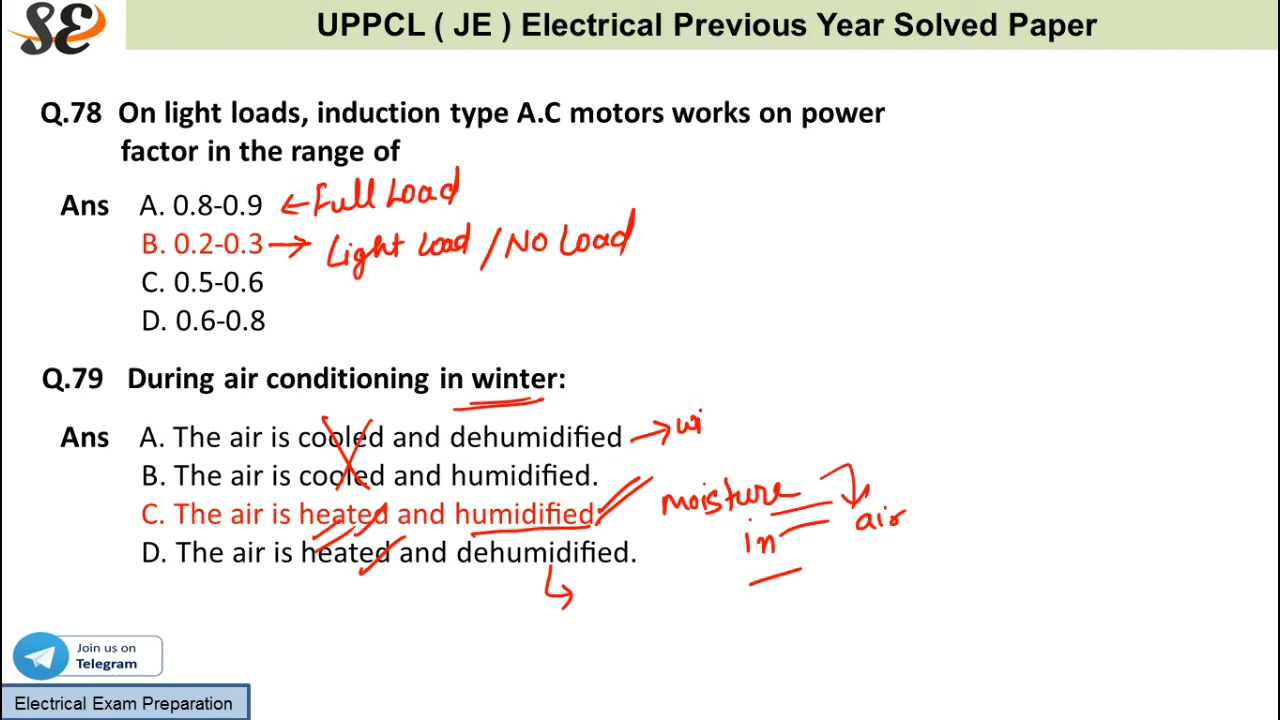 SE
UPPCL ( JE ) Electrical Previous Year Solved Paper
Q.78 On light loads, induction type A.C motors works on power
factor in the range of
Ans A. 0.8-0.9 ← Full Load
B. 0.2-0.3 → Light Load / No Load
C. 0.5-0.6
D. 0.6-0.8
Q.79 During air conditioning in winter:
Ans A. The air is cooled and dehumidified → wi
B. The air is cooled and humidified.
C. The air is heated and humidified. moisture
in air
D. The air is heated and dehumidified.
Join us on
Telegram
Electrical Exam Preparation